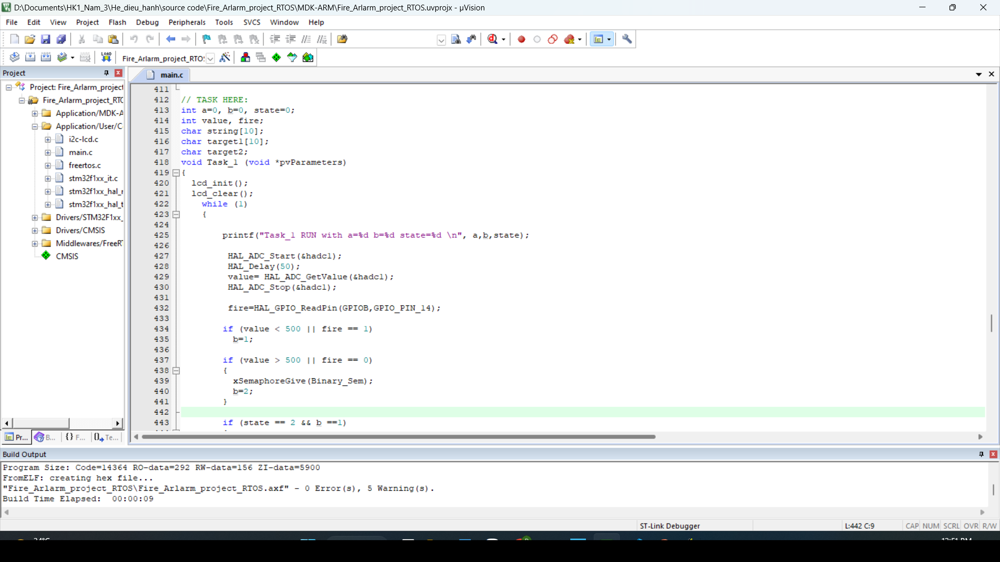 D:\Documents\HK1_Nam_3\He_dieu_hanh\source code\Fire_Arlarm_project_RTOS\MDK-ARM\Fire_Arlarm_project_RTOS.uvprojx - µVision
File Edit View Project Flash Debug Peripherals Tools SVCS Window Help
LOAD Fire_Arlarm_project_RTO
Project
Project: Fire_Arlarm_project
Fire_Arlarm_project_RT
Application/MDK-A
Application/User/C
i2c-lcd.c
main.c
freertos.c
stm32f1xx_it.c
stm32f1xx_hal_
stm32f1xx_hal_t
Drivers/STM32F1xx_
Drivers/CMSIS
Middlewares/FreeR
CMSIS
Pr... B... {} F... Te...
main.c
411
412 // TASK HERE:
413 int a=0, b=0, state=0;
414 int value, fire;
415 char string[10];
416 char target1[10];
417 char target2;
418 void Task_1 (void *pvParameters)
419 {
420 lcd_init();
421 lcd_clear();
422 while (1)
423 {
424
425 printf("Task_1 RUN with a=%d b=%d state=%d \n", a,b,state);
426
427 HAL_ADC_Start(&hadc1);
428 HAL_Delay(50);
429 value= HAL_ADC_GetValue(&hadc1);
430 HAL_ADC_Stop(&hadc1);
431
432 fire=HAL_GPIO_ReadPin(GPIOB,GPIO_PIN_14);
433
434 if (value < 500 || fire == 1)
435 b=1;
436
437 if (value > 500 || fire == 0)
438 {
439 xSemaphoreGive(Binary_Sem);
440 b=2;
441 }
442
443 if (state == 2 && b ==1)
Build Output
Program Size: Code=14364 RO-data=292 RW-data=156 ZI-data=5900
FromELF: creating hex file...
"Fire_Arlarm_project_RTOS\Fire_Arlarm_project_RTOS.axf" - 0 Error(s), 5 Warning(s).
Build Time Elapsed: 00:00:09
ST-Link Debugger L:442 C:9 CAP NUM SCRL OVR R/W